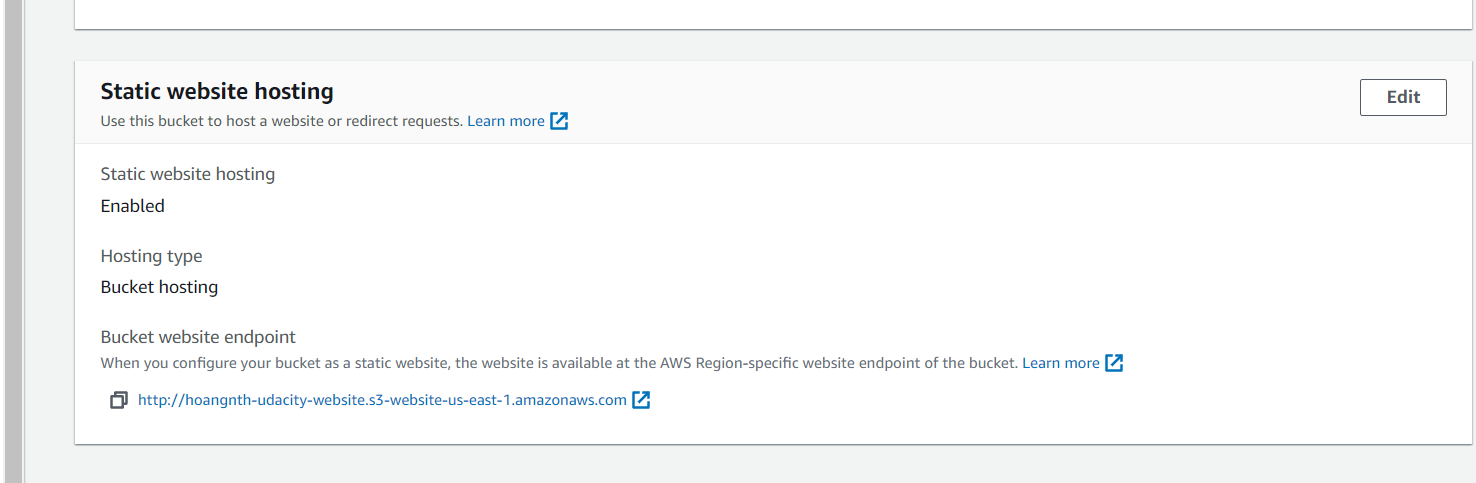 Static website hosting
Edit
Use this bucket to host a website or redirect requests. Learn more
Static website hosting
Enabled
Hosting type
Bucket hosting
Bucket website endpoint
When you configure your bucket as a static website, the website is available at the AWS Region-specific website endpoint of the bucket. Learn more
http://hoangnth-udacity-website.s3-website-us-east-1.amazonaws.com